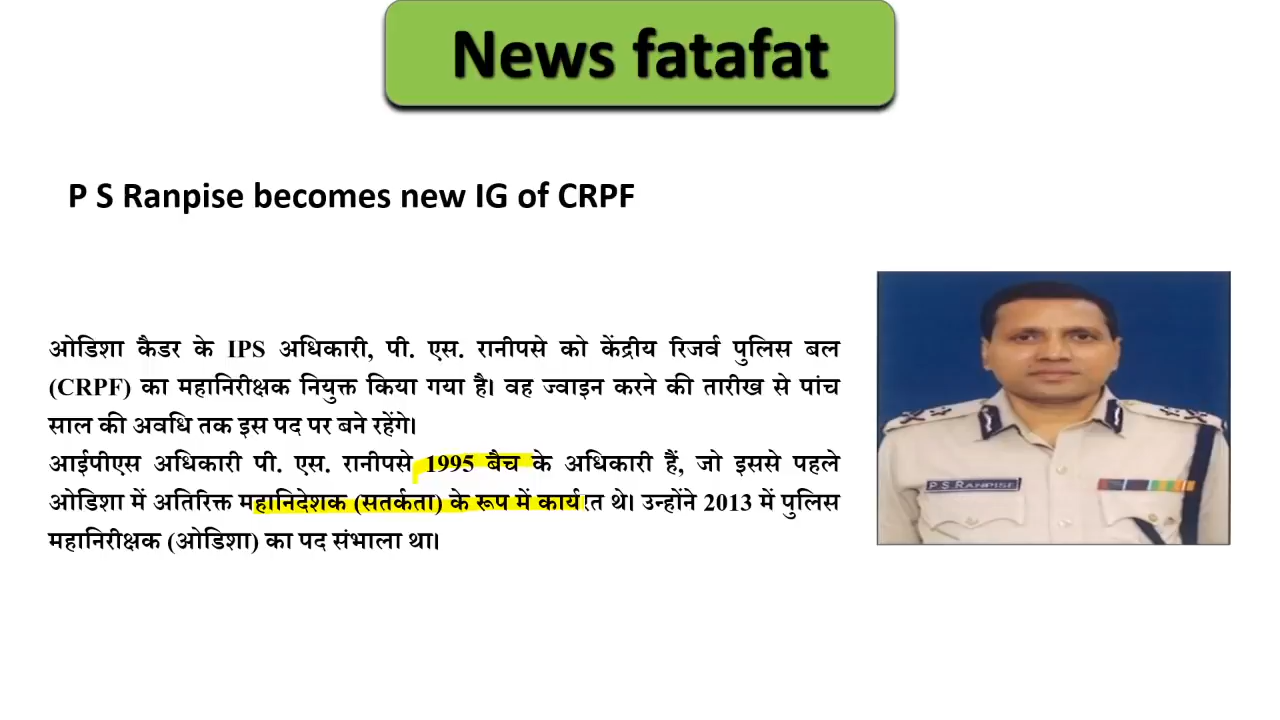 News fatafat
P S Ranpise becomes new IG of CRPF
ओडिशा कैडर के IPS अधिकारी, पी. एस. रानीपसे को केंद्रीय रिजर्व पुलिस बल
(CRPF) का महानिरीक्षक नियुक्त किया गया है। वह ज्वाइन करने की तारीख से पांच
साल की अवधि तक इस पद पर बने रहेंगे।
आईपीएस अधिकारी पी. एस. रानीपसे 1995 बैच के अधिकारी हैं, जो इससे पहले
ओडिशा में अतिरिक्त महानिदेशक (सतर्कता) के रूप में कार्यरत थे। उन्होंने 2013 में पुलिस
महानिरीक्षक (ओडिशा) का पद संभाला था।
P S RANPISE